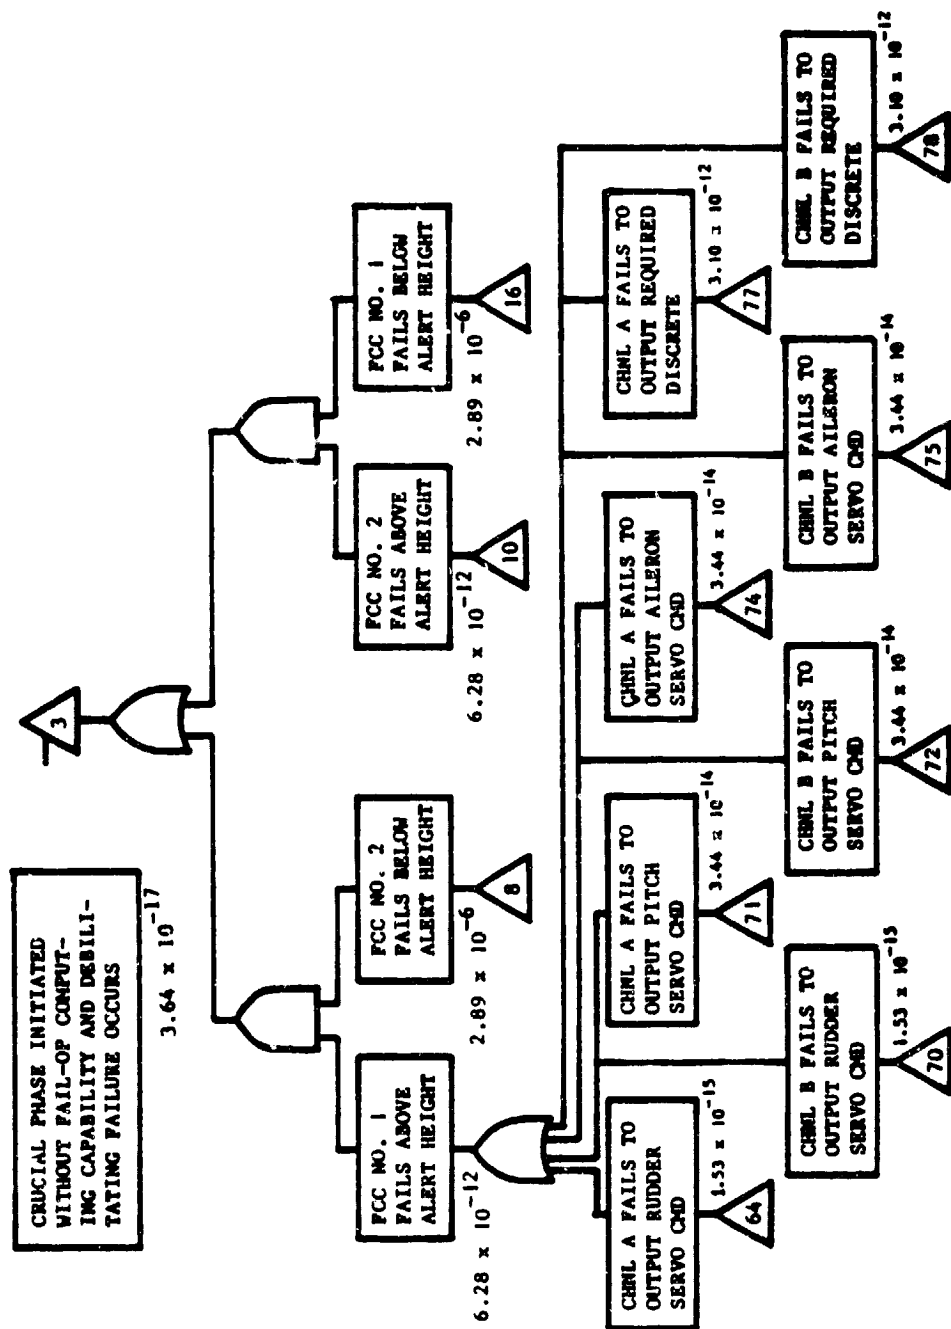 CRUCIAL PHASE INITIATED
WITHOUT FAIL-OP COMPUT-
ING CAPABILITY AND DEBILI-
TATING FAILURE OCCURS
3.64 x 10⁻¹⁷
3
FCC NO. 1
FAILS ABOVE
ALERT HEIGHT
6.28 x 10⁻¹²
FCC NO. 2
FAILS BELOW
ALERT HEIGHT
2.89 x 10⁻⁶
8
FCC NO. 2
FAILS ABOVE
ALERT HEIGHT
6.28 x 10⁻¹²
10
FCC NO. 1
FAILS BELOW
ALERT HEIGHT
2.89 x 10⁻⁶
16
CHNL A FAILS TO
OUTPUT RUDDER
SERVO CMD
1.53 x 10⁻¹⁵
64
CHNL A FAILS TO
OUTPUT PITCH
SERVO CMD
3.44 x 10⁻¹⁴
71
CHNL A FAILS TO
OUTPUT AILERON
SERVO CMD
3.44 x 10⁻¹⁴
74
CHNL A FAILS TO
OUTPUT REQUIRED
DISCRETE
3.10 x 10⁻¹²
77
CHNL B FAILS TO
OUTPUT RUDDER
SERVO CMD
1.53 x 10⁻¹⁵
70
CHNL B FAILS TO
OUTPUT PITCH
SERVO CMD
3.44 x 10⁻¹⁴
72
CHNL B FAILS TO
OUTPUT AILERON
SERVO CMD
3.44 x 10⁻¹⁴
75
CHNL B FAILS TO
OUTPUT REQUIRED
DISCRETE
3.10 x 10⁻¹²
78